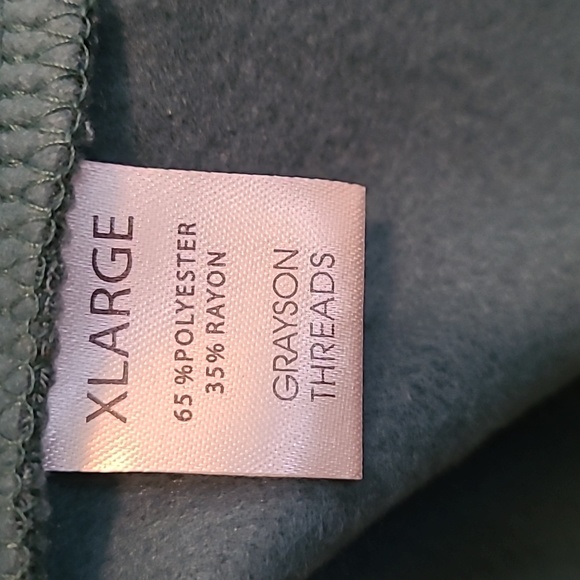 XLARGE
65 %POLYESTER
35% RAYON
GRAYSON
THREADS